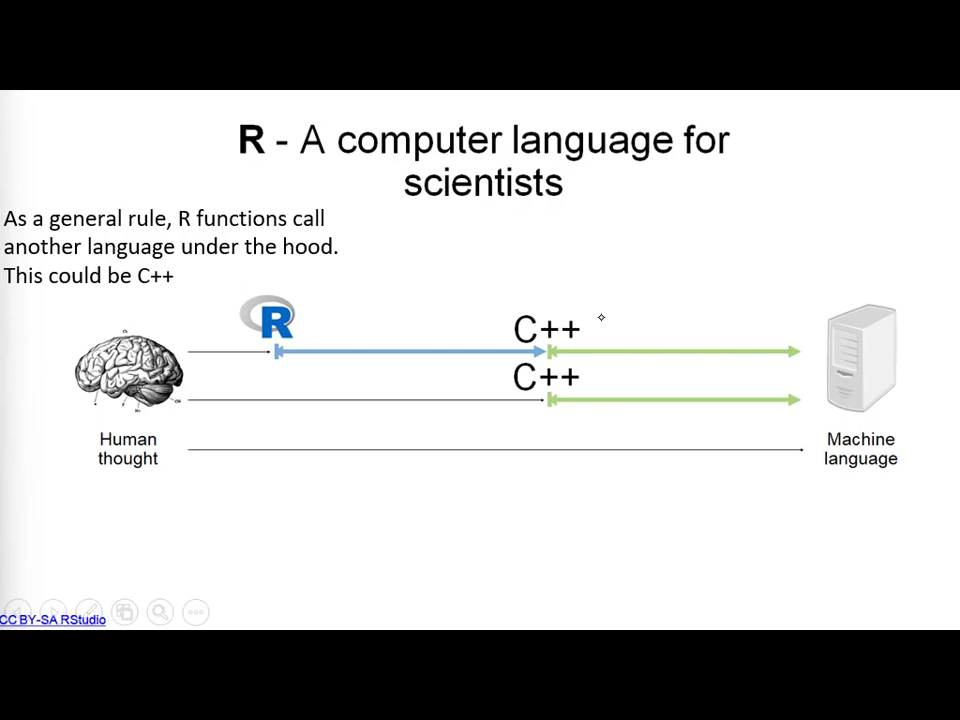 R - A computer language for
scientists
As a general rule, R functions call
another language under the hood.
This could be C++
R
C++
C++
Human
thought
Machine
language
CC BY-SA RStudio